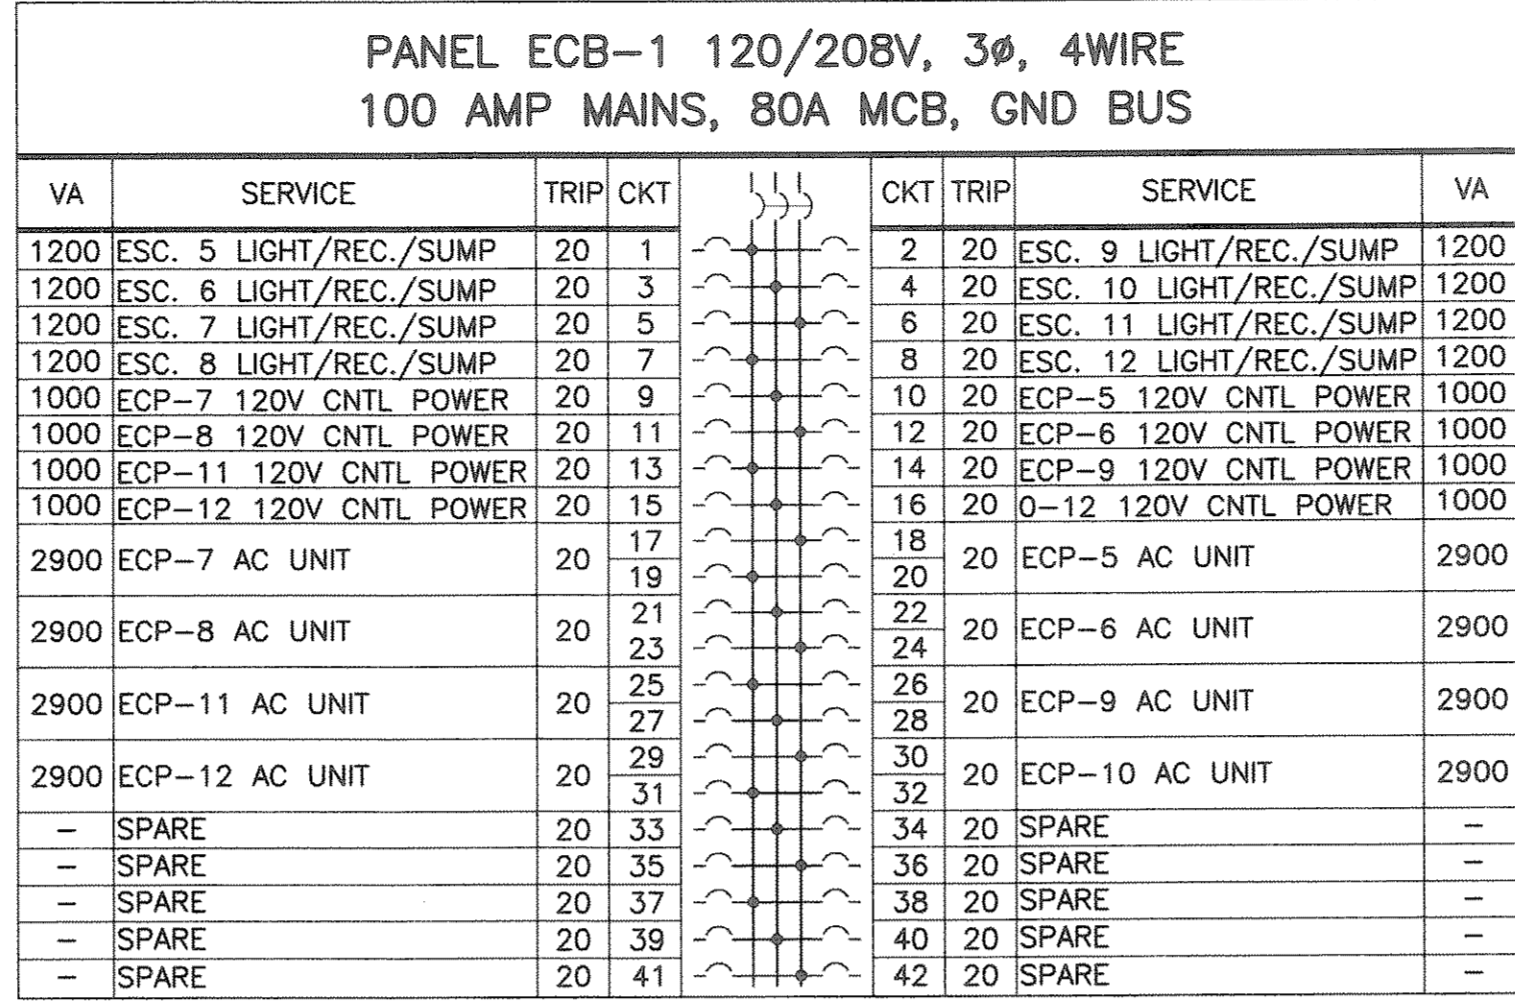 PANEL ECB-1 120/208V, 3ø, 4WIRE
100 AMP MAINS, 80A MCB, GND BUS
VA SERVICE TRIP CKT CKT TRIP SERVICE VA
1200 ESC. 5 LIGHT/REC./SUMP 20 1 2 20 ESC. 9 LIGHT/REC./SUMP 1200
1200 ESC. 6 LIGHT/REC./SUMP 20 3 4 20 ESC. 10 LIGHT/REC./SUMP 1200
1200 ESC. 7 LIGHT/REC./SUMP 20 5 6 20 ESC. 11 LIGHT/REC./SUMP 1200
1200 ESC. 8 LIGHT/REC./SUMP 20 7 8 20 ESC. 12 LIGHT/REC./SUMP 1200
1000 ECP-7 120V CNTL POWER 20 9 10 20 ECP-5 120V CNTL POWER 1000
1000 ECP-8 120V CNTL POWER 20 11 12 20 ECP-6 120V CNTL POWER 1000
1000 ECP-11 120V CNTL POWER 20 13 14 20 ECP-9 120V CNTL POWER 1000
1000 ECP-12 120V CNTL POWER 20 15 16 20 0-12 120V CNTL POWER 1000
2900 ECP-7 AC UNIT 20 17 19 18 20 20 ECP-5 AC UNIT 2900
2900 ECP-8 AC UNIT 20 21 23 22 24 20 ECP-6 AC UNIT 2900
2900 ECP-11 AC UNIT 20 25 27 26 28 20 ECP-9 AC UNIT 2900
2900 ECP-12 AC UNIT 20 29 31 30 32 20 ECP-10 AC UNIT 2900
- SPARE 20 33 34 20 SPARE -
- SPARE 20 35 36 20 SPARE -
- SPARE 20 37 38 20 SPARE -
- SPARE 20 39 40 20 SPARE -
- SPARE 20 41 42 20 SPARE -